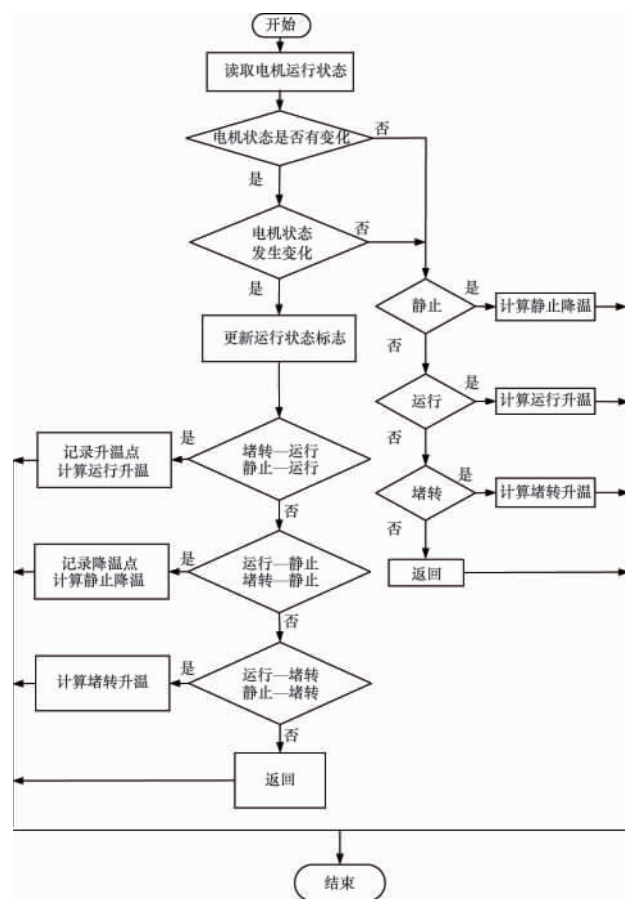 开始
读取电机运行状态
电机状态是否有变化
否
是
电机状态
发生变化
否
是
更新运行状态标志
堵转—运行
静止—运行
是
记录升温点
计算运行升温
否
运行—静止
堵转—静止
是
记录降温点
计算静止降温
否
运行—堵转
静止—堵转
是
计算堵转升温
否
返回
静止
是
计算静止降温
否
运行
是
计算运行升温
否
堵转
是
计算堵转升温
否
返回
结束